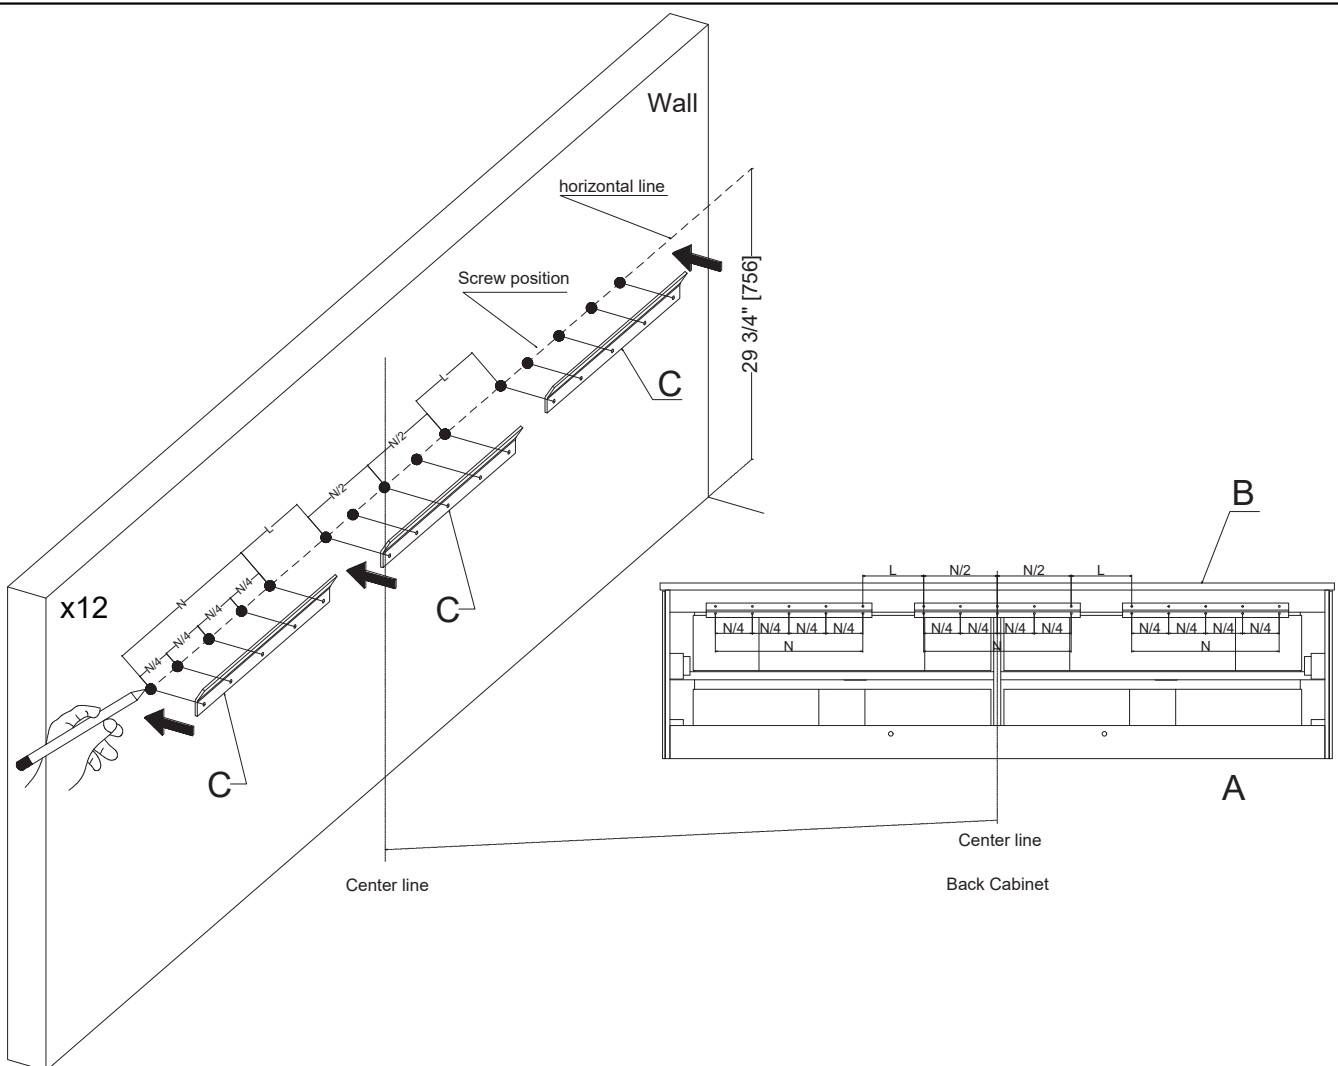 Wall
horizontal line
Screw position
29 3/4" [756]
C
L
N/2
N/2
L
C
N
N/4
N/4
N/4
N/4
x12
C
Center line
B
L
N/2
N/2
L
N/4
N/4
N/4
N/4
N/4
N/4
N/4
N/4
N/4
N/4
N/4
N/4
N
N
N
A
Center line
Back Cabinet